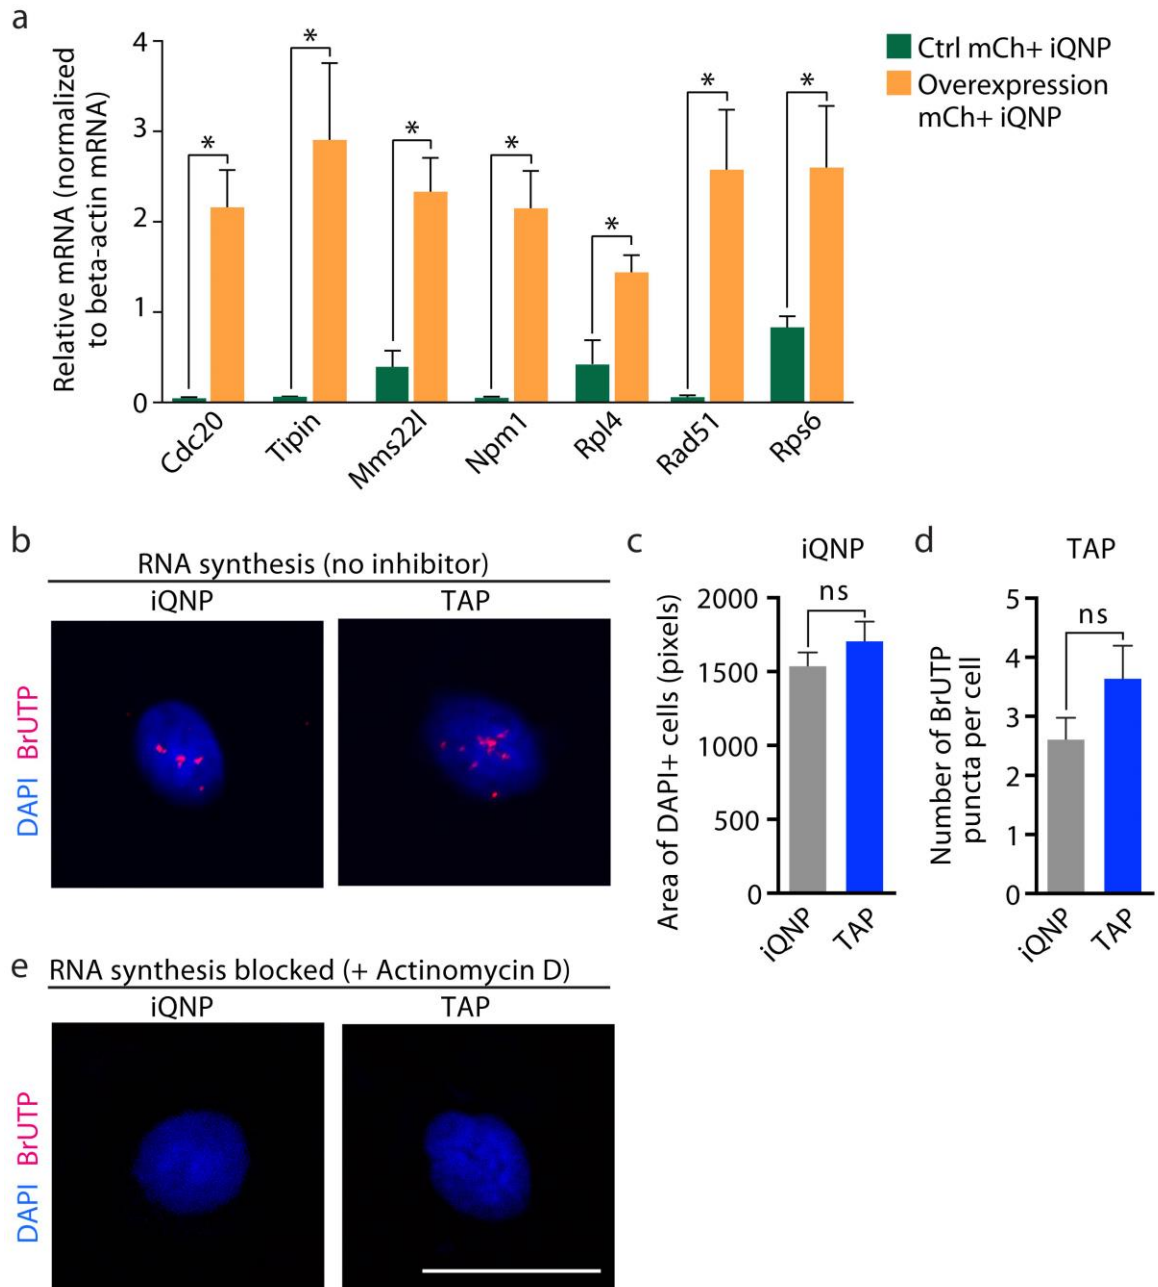 a
Relative mRNA (normalized
to beta-actin mRNA)
4
3
2
1
0
*
*
*
*
*
*
*
Cdc20
Tipin
Mms22l
Npm1
Rpl4
Rad51
Rps6
Ctrl mCh+ iQNP
Overexpression
mCh+ iQNP
b
RNA synthesis (no inhibitor)
iQNP
TAP
DAPI BrUTP
c
iQNP
Area of DAPI+ cells (pixels)
2000
1500
1000
500
0
ns
iQNP
TAP
d
TAP
Number of BrUTP
puncta per cell
5
4
3
2
1
0
ns
iQNP
TAP
e
RNA synthesis blocked (+ Actinomycin D)
iQNP
TAP
DAPI BrUTP